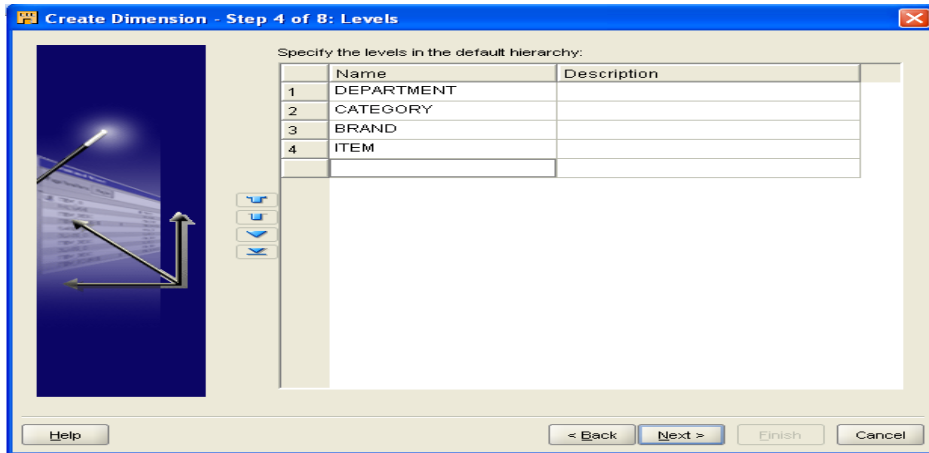 Create Dimension - Step 4 of 8: Levels
Specify the levels in the default hierarchy:
Name Description
1 DEPARTMENT
2 CATEGORY
3 BRAND
4 ITEM
Help < Back Next > Finish Cancel